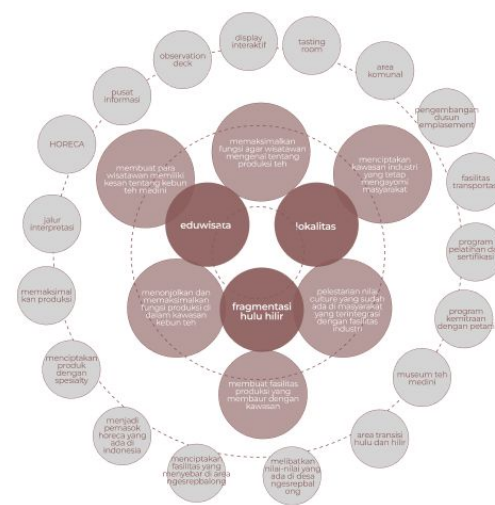 display
interaktif
tasting
room
observation
deck
area
komunal
pusat
informasi
pengembangan
dusun
emplasement
HORECA
fasilitas
transportasi
jalur
interpretasi
program
pelatihan dan
sertifikasi
memaksimal
kan produksi
program
kemitraan
dengan petani
menciptakan
produk
dengan
spesialty
museum teh
medini
menjadi
pemasok
horeca yang
ada di
indonesia
area transisi
hulu dan hilir
menciptakan
fasilitas yang
menyebar di area
ngesrepbalong
melibatkan
nilai-nilai yang
ada di desa
ngesrepbal
ong
memaksimalkan
fungsi agar wisatawan
mengenal tentang
produksi teh
membuat para
wisatawan memiliki
kesan tentang kebun
teh medini
menciptakan
kawasan industri
yang tetap
mengayomi
masyarakat
eduwisata
lokalitas
fragmentasi
hulu hilir
menonjolkan dan
memaksimalkan
fungsi produksi di
dalam kawasan
kebun teh
pelestarian nilai
culture yang sudah
ada di masyarakat
yang terintegrasi
dengan fasilitas
industri
membuat fasilitas
produksi yang
membaur dengan
kawasan